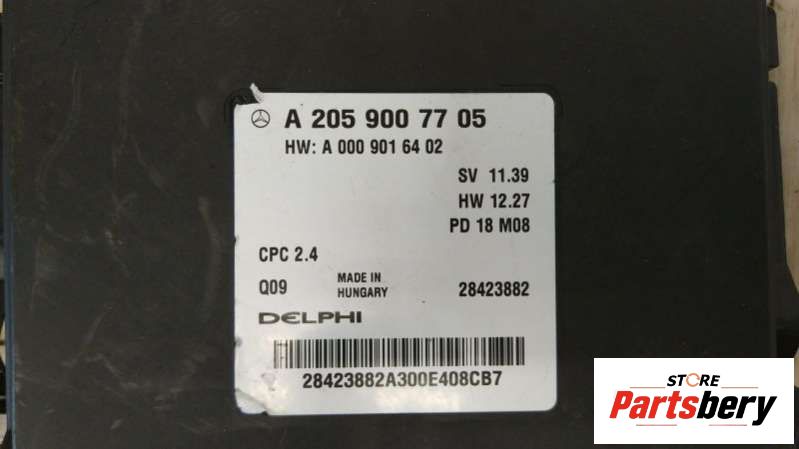 A 205 900 77 05
HW: A 000 901 64 02
SV 11.39
HW 12.27
PD 18 M08
CPC 2.4
Q09 MADE IN HUNGARY 28423882
DELPHI
28423882A300E408CB7
STORE
Partsbery